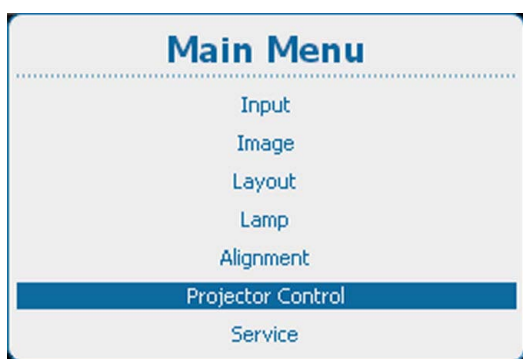 Main Menu
Input
Image
Layout
Lamp
Alignment
Projector Control
Service